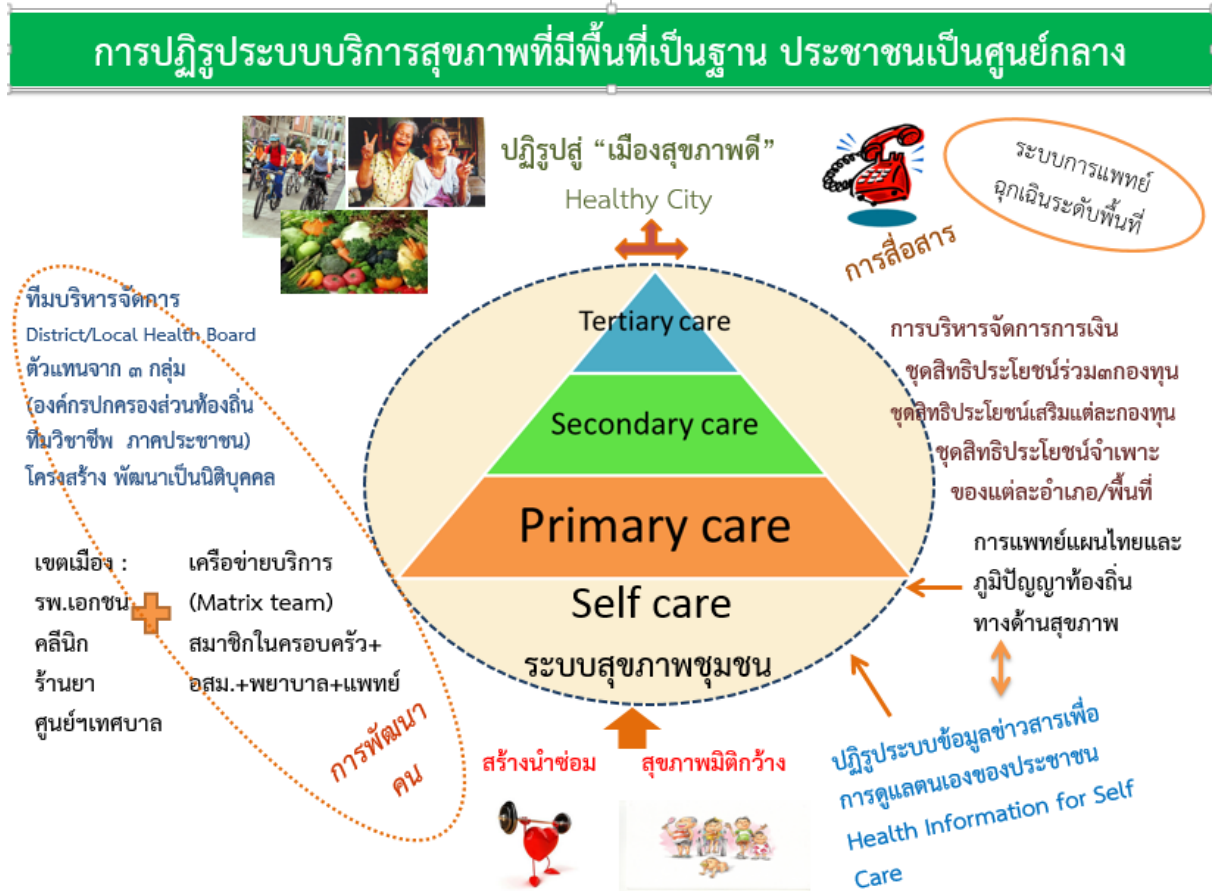 การปฏิรูประบบบริการสุขภาพที่มีพื้นที่เป็นฐาน ประชาชนเป็นศูนย์กลาง
ปฏิรูปสู่ “เมืองสุขภาพดี”
Healthy City
การสื่อสาร
ระบบการแพทย์
ฉุกเฉินระดับพื้นที่
ทีมบริหารจัดการ
District/Local Health Board
ตัวแทนจาก ๓ กลุ่ม
(องค์กรปกครองส่วนท้องถิ่น
ทีมวิชาชีพ ภาคประชาชน)
โครงสร้าง พัฒนาเป็นนิติบุคคล
เขตเมือง :
รพ.เอกชน
คลีนิก
ร้านยา
ศูนย์ฯเทศบาล
เครือข่ายบริการ
(Matrix team)
สมาชิกในครอบครัว+
อสม.+พยาบาล+แพทย์
การพัฒนา
คน
Tertiary care
Secondary care
Primary care
Self care
ระบบสุขภาพชุมชน
สร้างนำซ่อม
สุขภาพมิติกว้าง
การบริหารจัดการการเงิน
ชุดสิทธิประโยชน์ร่วม๓กองทุน
ชุดสิทธิประโยชน์เสริมแต่ละกองทุน
ชุดสิทธิประโยชน์จำเพาะ
ของแต่ละอำเภอ/พื้นที่
การแพทย์แผนไทยและ
ภูมิปัญญาท้องถิ่น
ทางด้านสุขภาพ
ปฏิรูประบบข้อมูลข่าวสารเพื่อ
การดูแลตนเองของประชาชน
Health Information for Self
Care